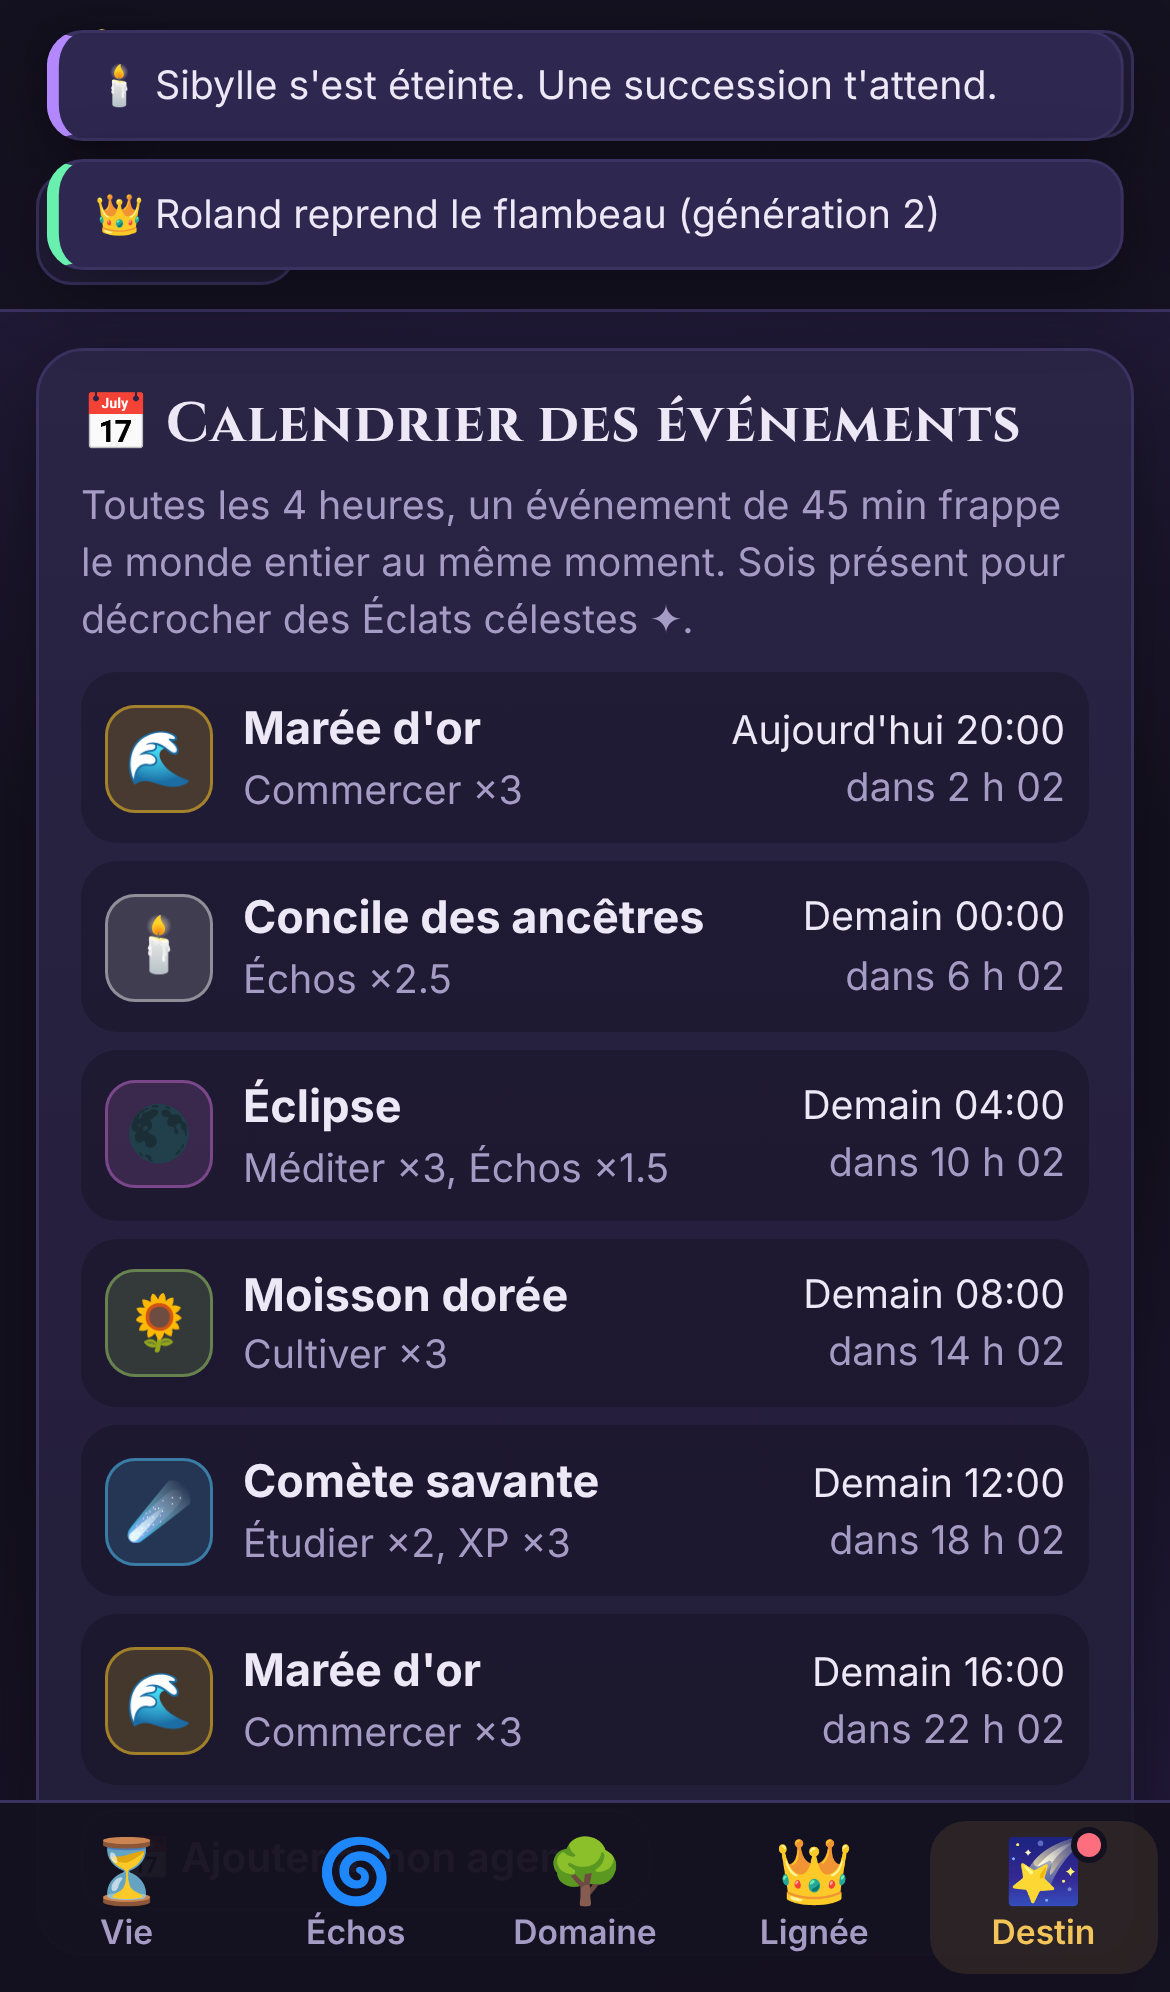 Sibylle s'est éteinte. Une succession t'attend.
Roland reprend le flambeau (génération 2)
July
17
Calendrier des événements
Toutes les 4 heures, un événement de 45 min frappe
le monde entier au même moment. Sois présent pour
décrocher des Éclats célestes ✦.
Marée d'or
Aujourd'hui 20:00
Commercer ×3
dans 2 h 02
Concile des ancêtres
Demain 00:00
Échos ×2.5
dans 6 h 02
Éclipse
Demain 04:00
Méditer ×3, Échos ×1.5
dans 10 h 02
Moisson dorée
Demain 08:00
Cultiver ×3
dans 14 h 02
Comète savante
Demain 12:00
Étudier ×2, XP ×3
dans 18 h 02
Marée d'or
Demain 16:00
Commercer ×3
dans 22 h 02
Vie
Échos
Domaine
Lignée
Destin